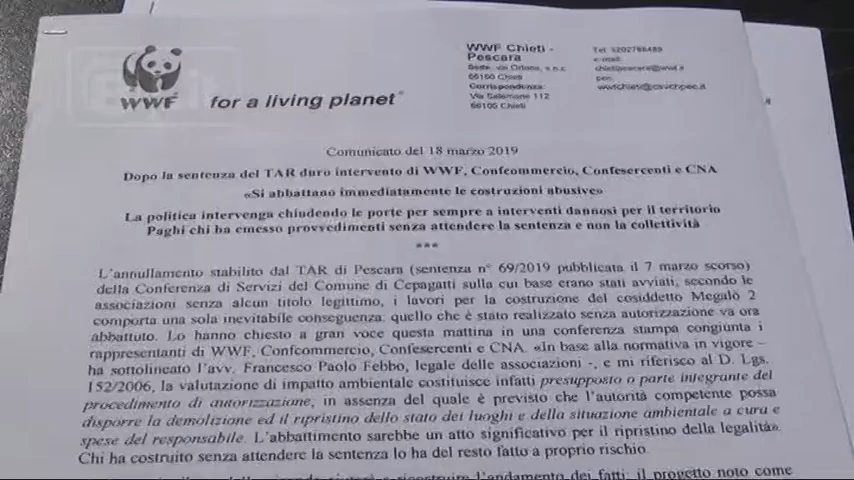 WWF
for a living planet®
WWF Chieti -
Pescara
Sede: via Ortona, s.n.c.
66100 Chieti
Corrispondenza:
Via Salomone 112
66100 Chieti
e-mail:
pec:
Comunicato del 18 marzo 2019
Dopo la sentenza del TAR duro intervento di WWF, Confcommercio, Confesercenti e CNA
«Si abbattano immediatamente le costruzioni abusive»
La politica intervenga chiudendo le porte per sempre a interventi dannosi per il territorio
Paghi chi ha emesso provvedimenti senza attendere la sentenza e non la collettività
***
L'annullamento stabilito dal TAR di Pescara (sentenza n° 69/2019 pubblicata il 7 marzo scorso)
della Conferenza di Servizi del Comune di Cepagatti sulla cui base erano stati avviati, secondo le
associazioni senza alcun titolo legittimo, i lavori per la costruzione del cosiddetto Megalò 2
comporta una sola inevitabile conseguenza: quello che è stato realizzato senza autorizzazione va ora
abbattuto. Lo hanno chiesto a gran voce questa mattina in una conferenza stampa congiunta i
rappresentanti di WWF, Confcommercio, Confesercenti e CNA. «In base alla normativa in vigore –
ha sottolineato l'avv. Francesco Paolo Febbo, legale delle associazioni -, e mi riferisco al D. Lgs.
152/2006, la valutazione di impatto ambientale costituisce infatti presupposto o parte integrante del
procedimento di autorizzazione, in assenza del quale è previsto che l'autorità competente possa
disporre la demolizione ed il ripristino dello stato dei luoghi e della situazione ambientale a cura e
spese del responsabile. L'abbattimento sarebbe un atto significativo per il ripristino della legalità».
Chi ha costruito senza attendere la sentenza lo ha del resto fatto a proprio rischio.
ricostruire l'andamento dei fatti: il progetto noto come